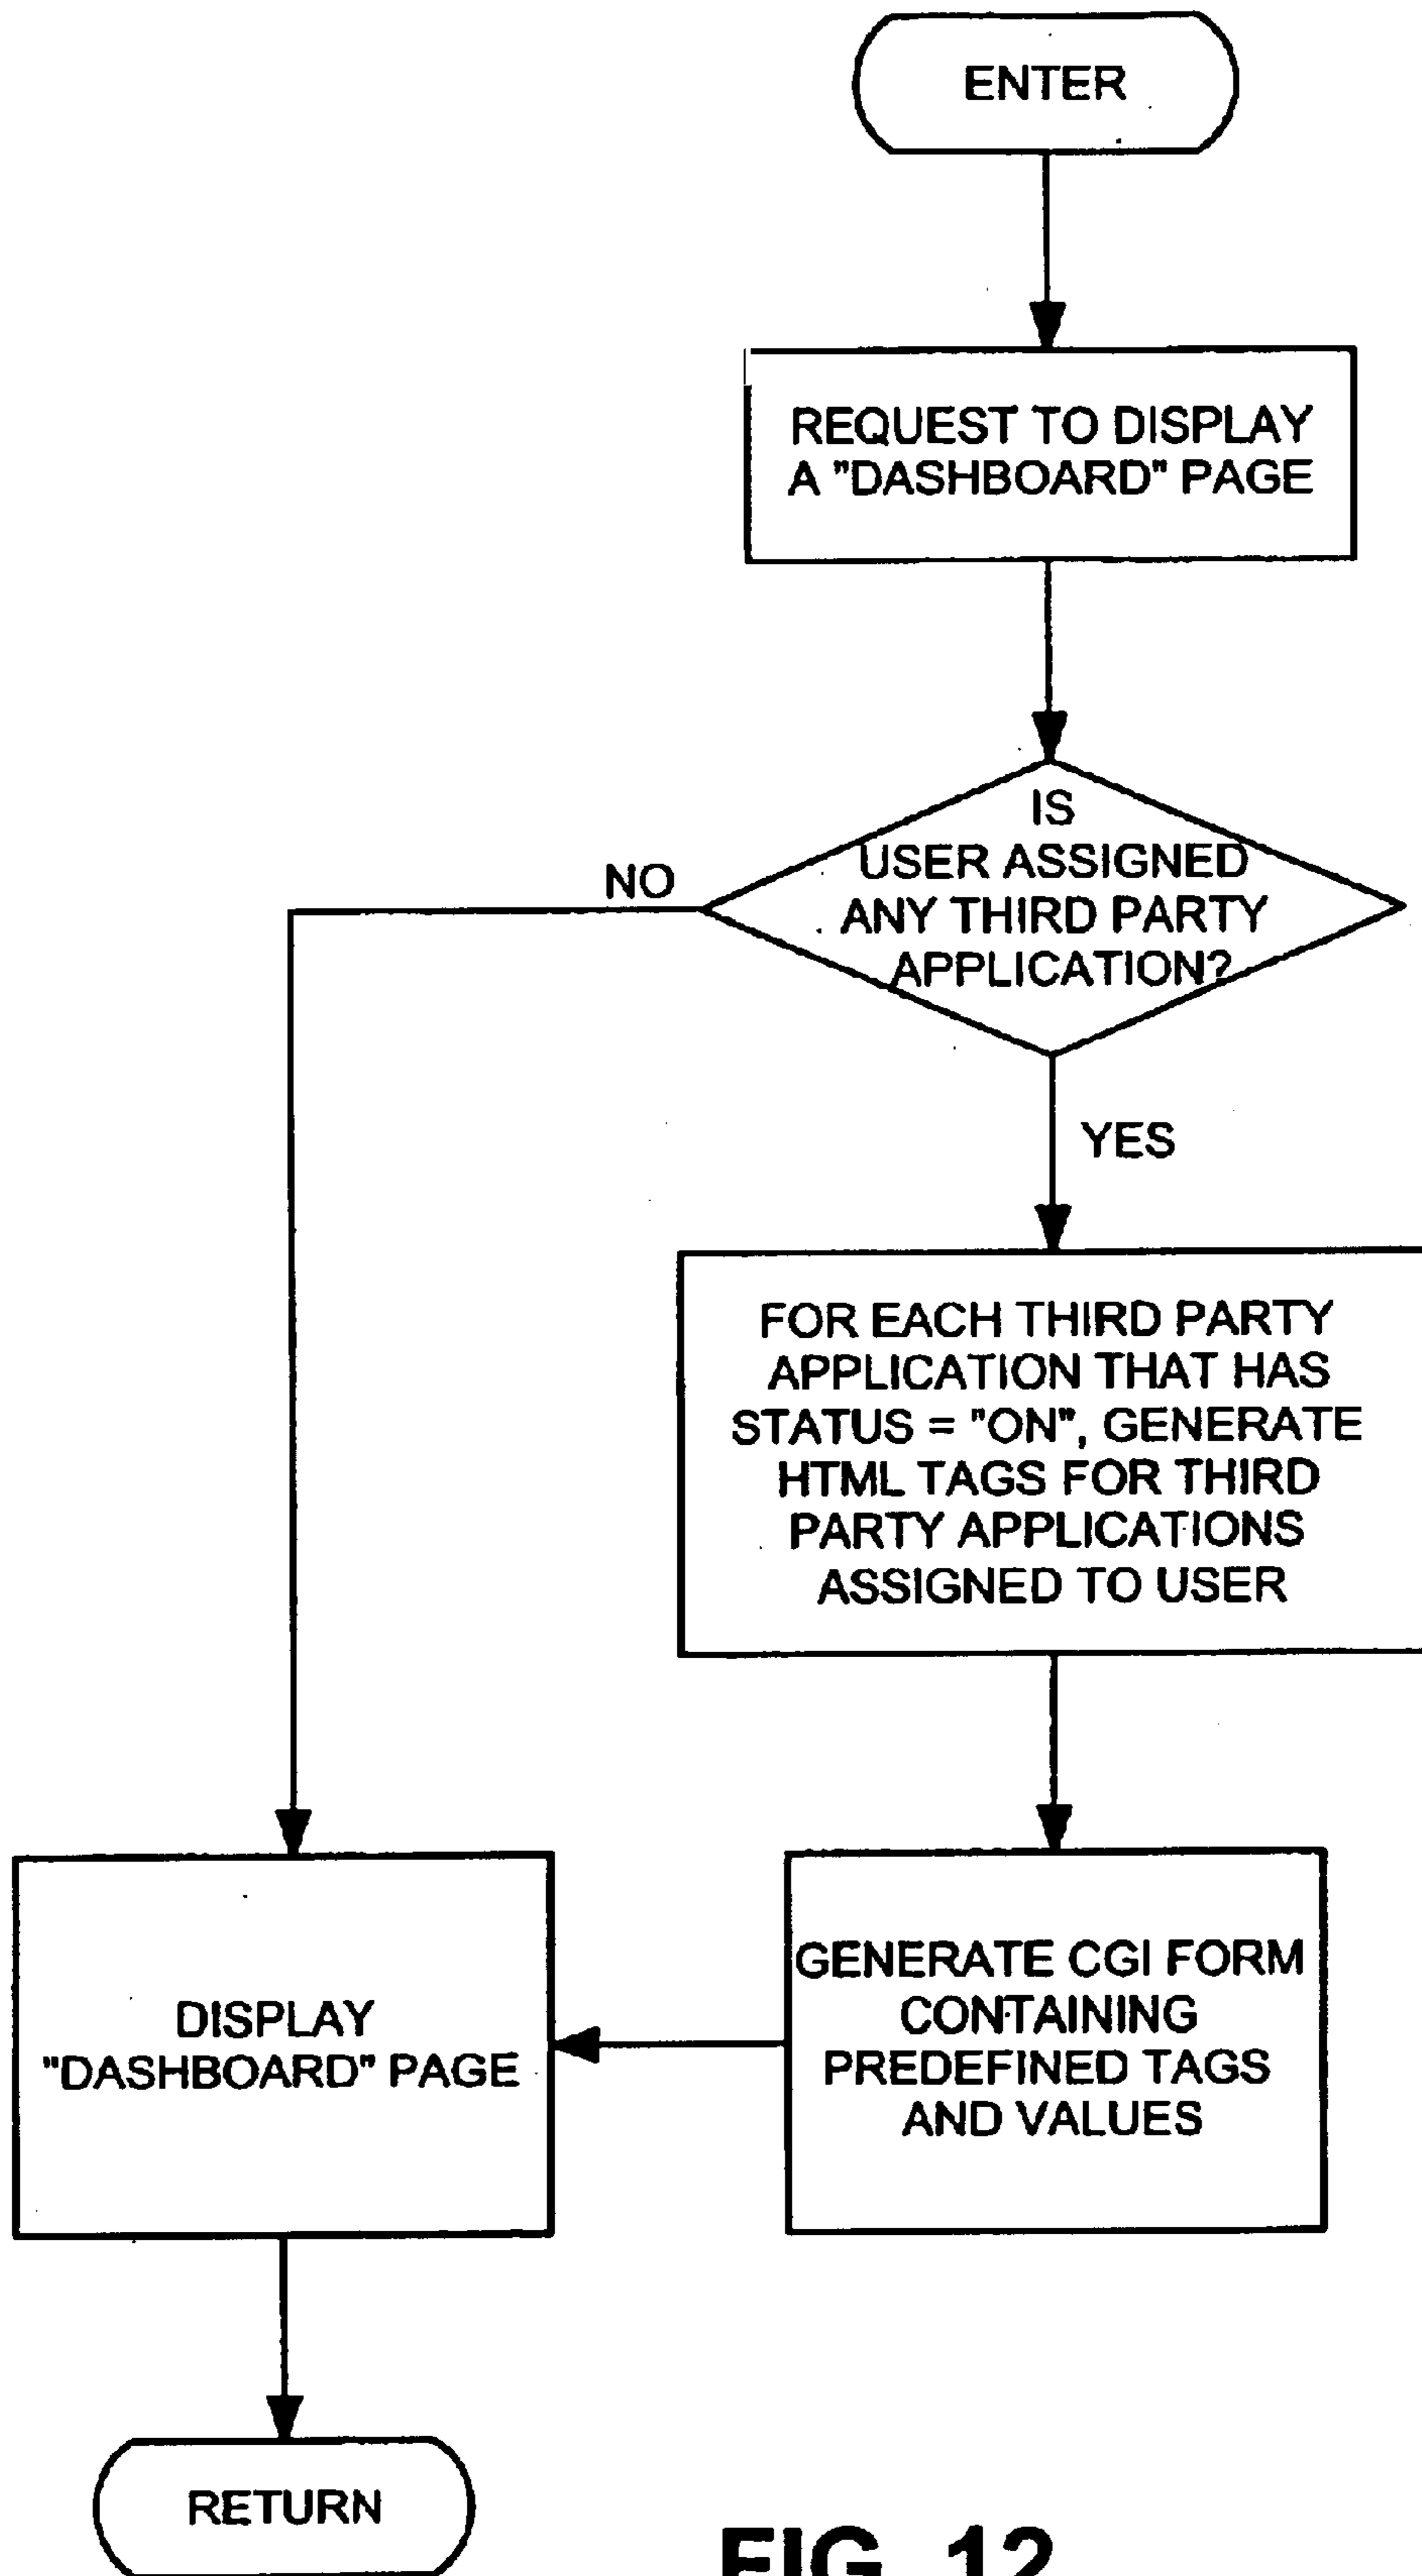 ENTER
REQUEST TO DISPLAY
A "DASHBOARD" PAGE
IS
USER ASSIGNED
ANY THIRD PARTY
APPLICATION?
NO
YES
FOR EACH THIRD PARTY
APPLICATION THAT HAS
STATUS = "ON", GENERATE
HTML TAGS FOR THIRD
PARTY APPLICATIONS
ASSIGNED TO USER
GENERATE CGI FORM
CONTAINING
PREDEFINED TAGS
AND VALUES
DISPLAY
"DASHBOARD" PAGE
RETURN
FIG. 12